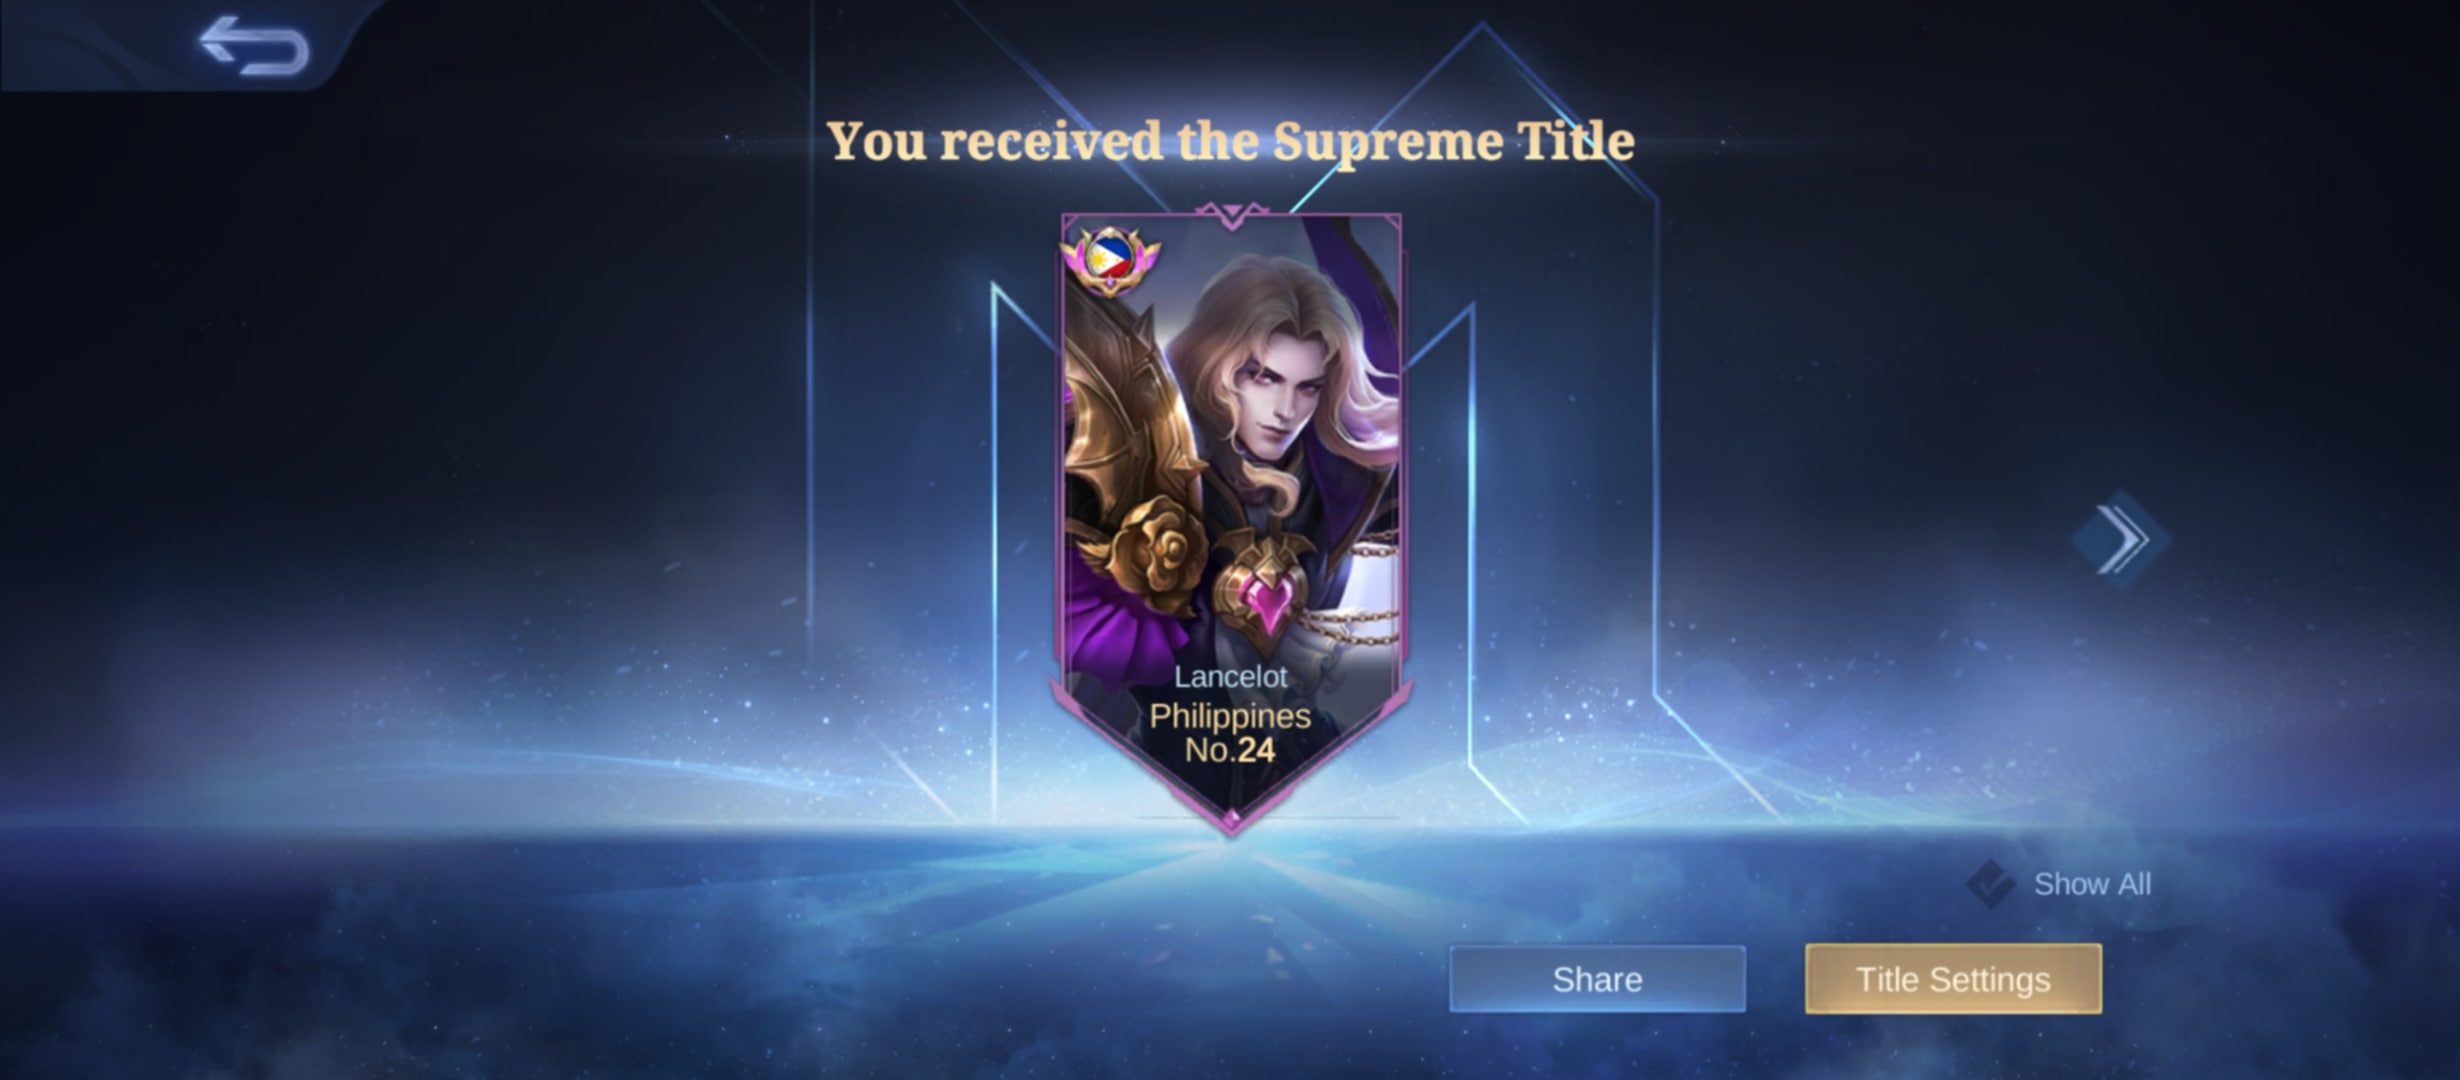 You received the Supreme Title
Lancelot
Philippines
No.24
Show All
Share
Title Settings